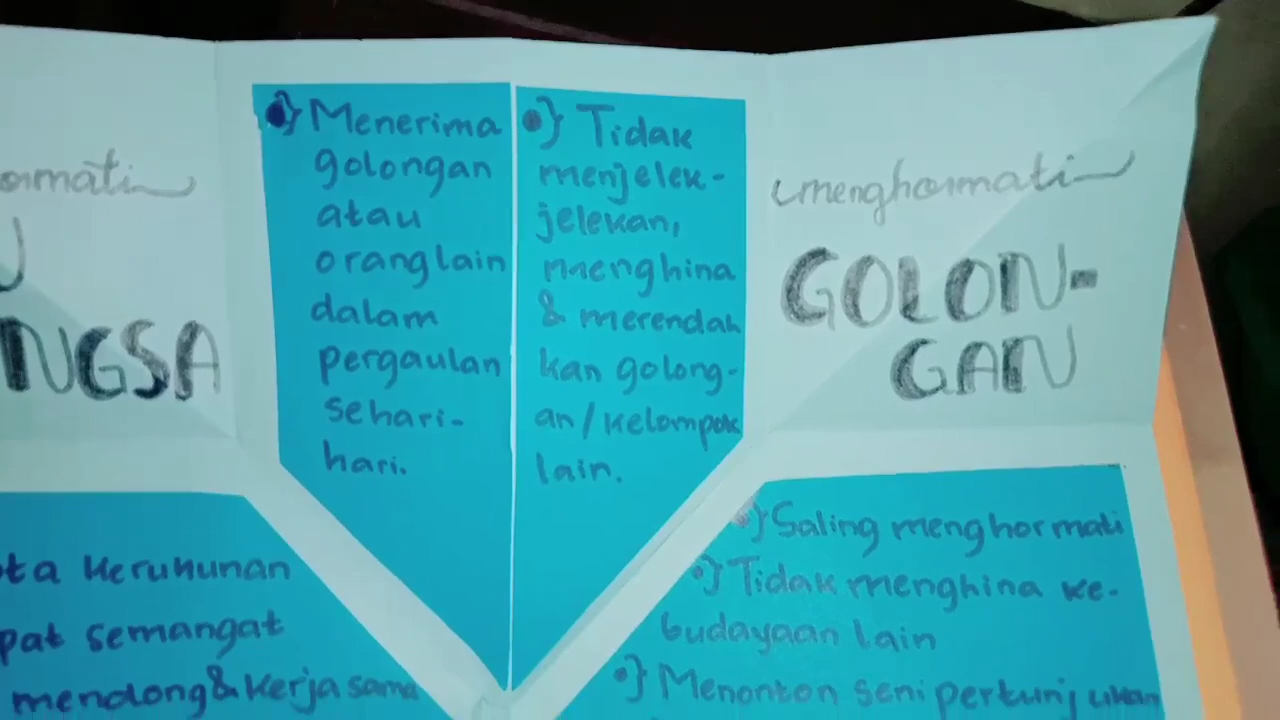 Menerima
golongan
atau
orang lain
dalam
pergaulan
sehari-
hari.
Tidak
menjelek-
jelekan,
menghina
& merendah
kan golong-
an/kelompok
lain.
menghormati
GOLON-
GAN
ormati
NGSA
ta Kerukunan
pat semangat
mendong & Kerja sama
Saling menghormati
Tidak menghina ke-
budayaan lain
Menonton seni pertunjukan